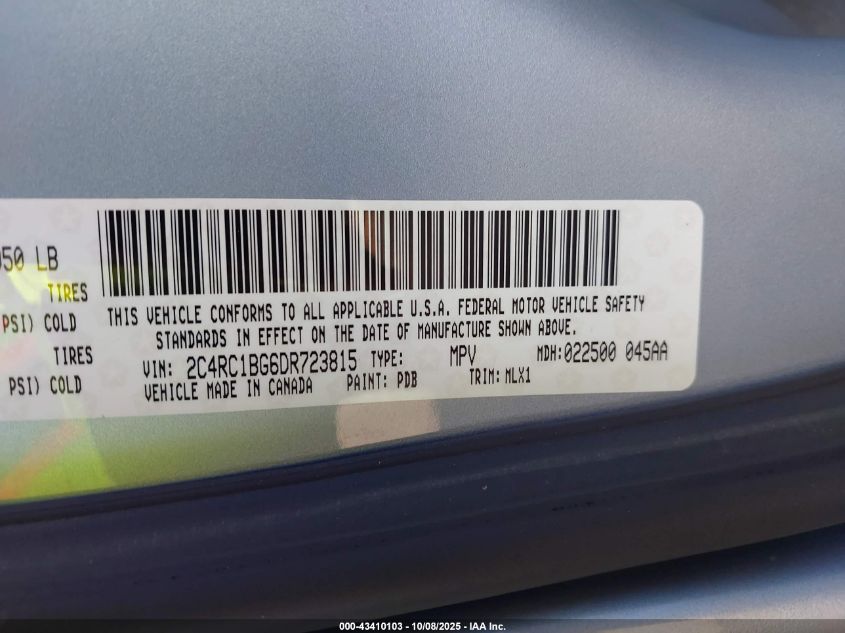 050 LB
TIRES
PSI) COLD
TIRES
PSI) COLD
THIS VEHICLE CONFORMS TO ALL APPLICABLE U.S.A. FEDERAL MOTOR VEHICLE SAFETY
STANDARDS IN EFFECT ON THE DATE OF MANUFACTURE SHOWN ABOVE.
VIN: 2C4RC1BG6DR723815 TYPE: MPV MDH:022500 045AA
VEHICLE MADE IN CANADA PAINT: PDB TRIM: MLX1
000-43410103 - 10/08/2025 - IAA Inc.